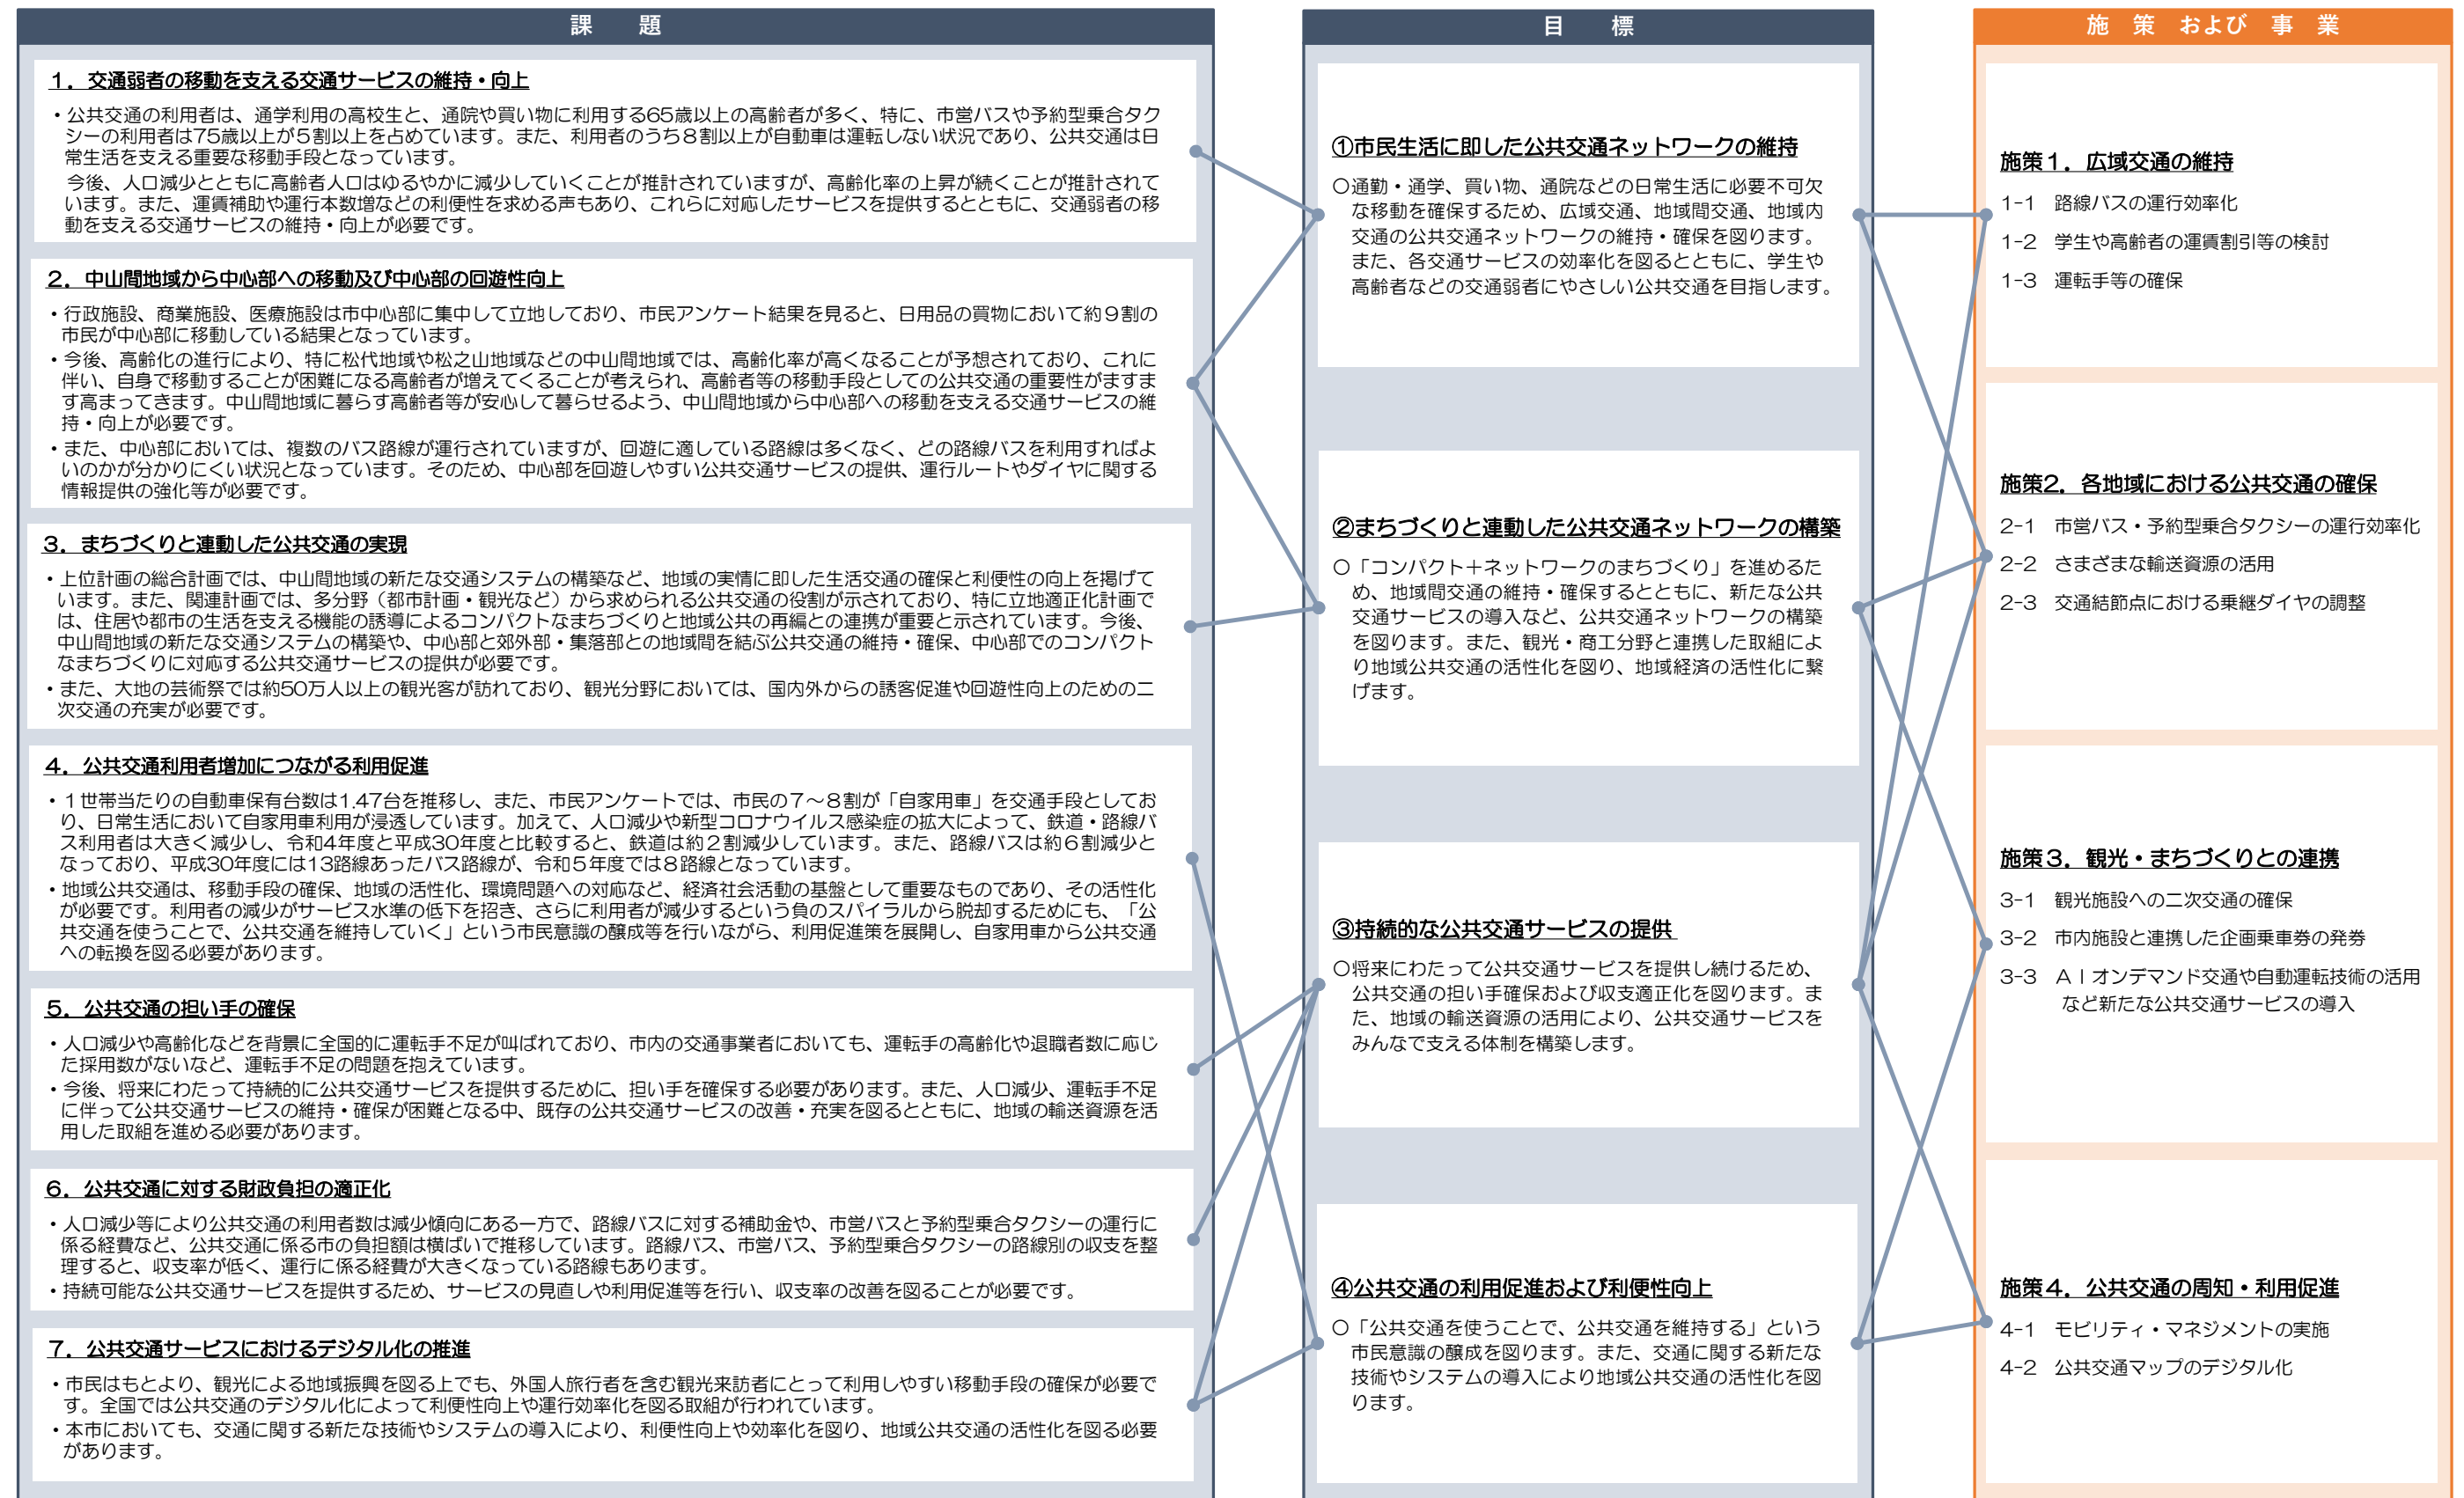 課　題
1．交通弱者の移動を支える交通サービスの維持・向上
・公共交通の利用者は、通学利用の高校生と、通院や買い物に利用する65歳以上の高齢者が多く、特に、市営バスや予約型乗合タク
シーの利用者は75歳以上が5割以上を占めています。また、利用者のうち8割以上が自動車は運転しない状況であり、公共交通は日
常生活を支える重要な移動手段となっています。
今後、人口減少とともに高齢者人口はゆるやかに減少していくことが推計されていますが、高齢化率の上昇が続くことが推計されて
います。また、運賃補助や運行本数増などの利便性を求める声もあり、これらに対応したサービスを提供するとともに、交通弱者の移
動を支える交通サービスの維持・向上が必要です。
2．中山間地域から中心部への移動及び中心部の回遊性向上
・行政施設、商業施設、医療施設は市中心部に集中して立地しており、市民アンケート結果を見ると、日用品の買物において約9割の
市民が中心部に移動している結果となっています。
・今後、高齢化の進行により、特に松代地域や松之山地域などの中山間地域では、高齢化率が高くなることが予想されており、これに
伴い、自身で移動することが困難になる高齢者が増えてくることが考えられ、高齢者等の移動手段としての公共交通の重要性がますま
す高まってきます。中山間地域に暮らす高齢者等が安心して暮らせるよう、中山間地域から中心部への移動を支える交通サービスの維
持・向上が必要です。
・また、中心部においては、複数のバス路線が運行されていますが、回遊に適している路線は多くなく、どの路線バスを利用すればよ
いのかが分かりにくい状況となっています。そのため、中心部を回遊しやすい公共交通サービスの提供、運行ルートやダイヤに関する
情報提供の強化等が必要です。
3．まちづくりと連動した公共交通の実現
・上位計画の総合計画では、中山間地域の新たな交通システムの構築など、地域の実情に即した生活交通の確保と利便性の向上を掲げて
います。また、関連計画では、多分野（都市計画・観光など）から求められる公共交通の役割が示されており、特に立地適正化計画で
は、住居や都市の生活を支える機能の誘導によるコンパクトなまちづくりと地域公共の再編との連携が重要と示されています。今後、
中山間地域の新たな交通システムの構築や、中心部と郊外部・集落部との地域間を結ぶ公共交通の維持・確保、中心部でのコンパクト
なまちづくりに対応する公共交通サービスの提供が必要です。
・また、大地の芸術祭では約50万人以上の観光客が訪れており、観光分野においては、国内外からの誘客促進や回遊性向上のための二
次交通の充実が必要です。
4．公共交通利用者増加につながる利用促進
・1世帯当たりの自動車保有台数は1.47台を推移し、また、市民アンケートでは、市民の7～8割が「自家用車」を交通手段としてお
り、日常生活において自家用車利用が浸透しています。加えて、人口減少や新型コロナウイルス感染症の拡大によって、鉄道・路線バ
ス利用者は大きく減少し、令和4年度と平成30年度と比較すると、鉄道は約2割減少しています。また、路線バスは約6割減少と
なっており、平成30年度には13路線あったバス路線が、令和5年度では8路線となっています。
・地域公共交通は、移動手段の確保、地域の活性化、環境問題への対応など、経済社会活動の基盤として重要なものであり、その活性化
が必要です。利用者の減少がサービス水準の低下を招き、さらに利用者が減少するという負のスパイラルから脱却するためにも、「公
共交通を使うことで、公共交通を維持していく」という市民意識の醸成等を行いながら、利用促進策を展開し、自家用車から公共交通
への転換を図る必要があります。
5．公共交通の担い手の確保
・人口減少や高齢化などを背景に全国的に運転手不足が叫ばれており、市内の交通事業者においても、運転手の高齢化や退職者数に応じ
た採用数がないなど、運転手不足の問題を抱えています。
・今後、将来にわたって持続的に公共交通サービスを提供するために、担い手を確保する必要があります。また、人口減少、運転手不足
に伴って公共交通サービスの維持・確保が困難となる中、既存の公共交通サービスの改善・充実を図るとともに、地域の輸送資源を活
用した取組を進める必要があります。
6．公共交通に対する財政負担の適正化
・人口減少等により公共交通の利用者数は減少傾向にある一方で、路線バスに対する補助金や、市営バスと予約型乗合タクシーの運行に
係る経費など、公共交通に係る市の負担額は横ばいで推移しています。路線バス、市営バス、予約型乗合タクシーの路線別の収支を整
理すると、収支率が低く、運行に係る経費が大きくなっている路線もあります。
・持続可能な公共交通サービスを提供するため、サービスの見直しや利用促進等を行い、収支率の改善を図ることが必要です。
7．公共交通サービスにおけるデジタル化の推進
・市民はもとより、観光による地域振興を図る上でも、外国人旅行者を含む観光来訪者にとって利用しやすい移動手段の確保が必要で
す。全国では公共交通のデジタル化によって利便性向上や運行効率化を図る取組が行われています。
・本市においても、交通に関する新たな技術やシステムの導入により、利便性向上や効率化を図り、地域公共交通の活性化を図る必要
があります。
目　標
①市民生活に即した公共交通ネットワークの維持
○通勤・通学、買い物、通院などの日常生活に必要不可欠
な移動を確保するため、広域交通、地域間交通、地域内
交通の公共交通ネットワークの維持・確保を図ります。
また、各交通サービスの効率化を図るとともに、学生や
高齢者などの交通弱者にやさしい公共交通を目指します。
②まちづくりと連動した公共交通ネットワークの構築
○「コンパクト＋ネットワークのまちづくり」を進めるた
め、地域間交通の維持・確保するとともに、新たな公共
交通サービスの導入など、公共交通ネットワークの構築
を図ります。また、観光・商工分野と連携した取組によ
り地域公共交通の活性化を図り、地域経済の活性化に繋
げます。
③持続的な公共交通サービスの提供
○将来にわたって公共交通サービスを提供し続けるため、
公共交通の担い手確保および収支適正化を図ります。ま
た、地域の輸送資源の活用により、公共交通サービスを
みんなで支える体制を構築します。
④公共交通の利用促進および利便性向上
○「公共交通を使うことで、公共交通を維持する」という
市民意識の醸成を図ります。また、交通に関する新たな
技術やシステムの導入により地域公共交通の活性化を図
ります。
施　策　および　事　業
施策1．広域交通の維持
1-1　路線バスの運行効率化
1-2　学生や高齢者の運賃割引等の検討
1-3　運転手等の確保
施策2．各地域における公共交通の確保
2-1　市営バス・予約型乗合タクシーの運行効率化
2-2　さまざまな輸送資源の活用
2-3　交通結節点における乗継ダイヤの調整
施策3．観光・まちづくりとの連携
3-1　観光施設への二次交通の確保
3-2　市内施設と連携した企画乗車券の発券
3-3　ＡＩオンデマンド交通や自動運転技術の活用
など新たな公共交通サービスの導入
施策4．公共交通の周知・利用促進
4-1　モビリティ・マネジメントの実施
4-2　公共交通マップのデジタル化